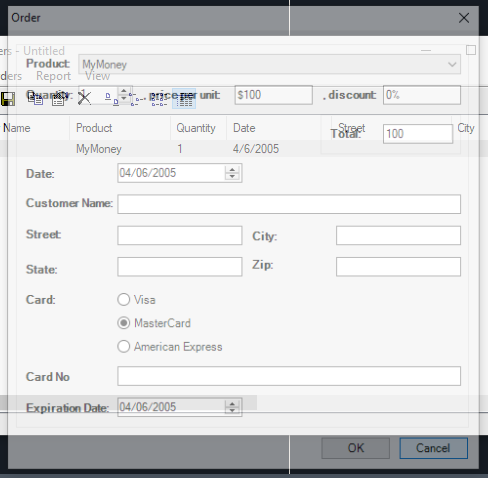 Order
ers - Untitled
Product: MyMoney
ders Report View
Quantity: 1 , price per unit: $100 , discount: 0%
Name Product Quantity Date Street City
Total: 100
MyMoney 1 4/6/2005
Date: 04/06/2005
Customer Name:
Street: City:
State: Zip:
Card: Visa
MasterCard
American Express
Card No
Expiration Date: 04/06/2005
OK Cancel